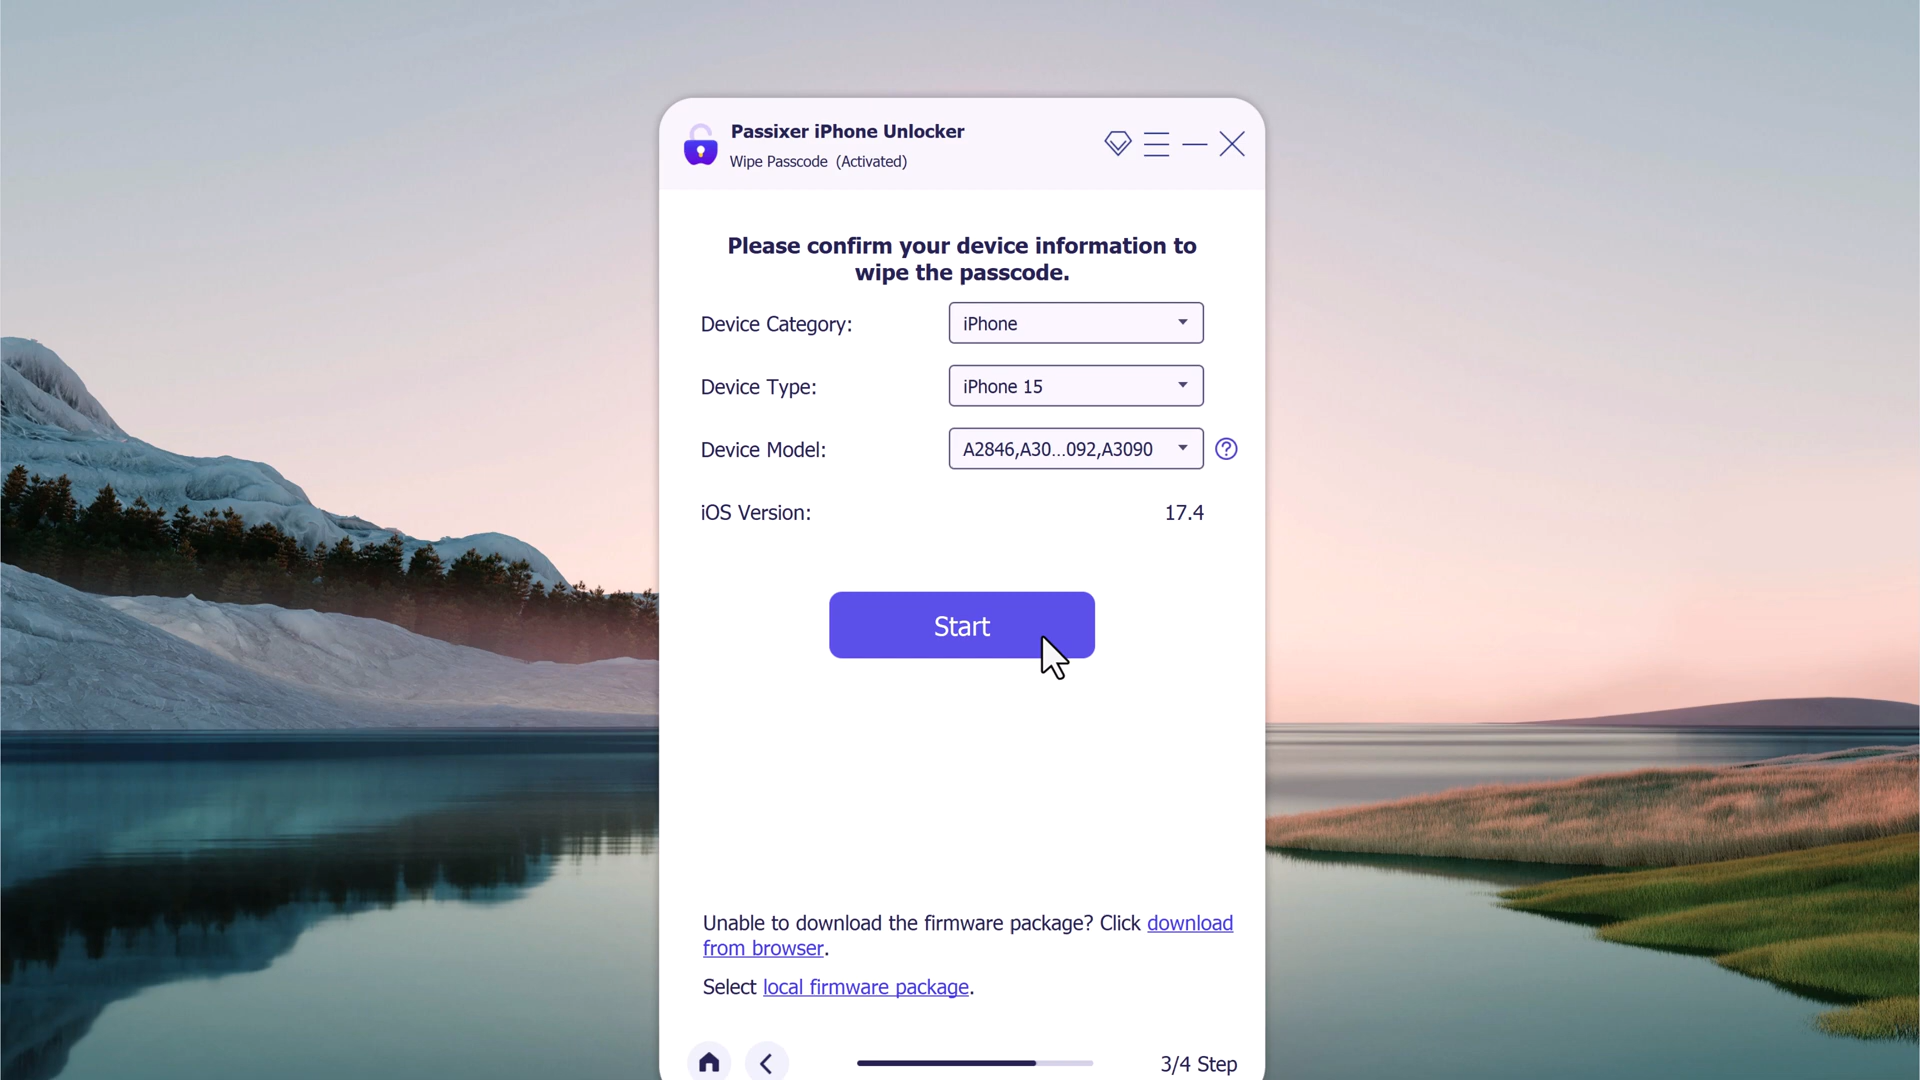 Passixer iPhone Unlocker
Wipe Passcode (Activated)
Please confirm your device information to
wipe the passcode.
Device Category: iPhone
Device Type: iPhone 15
Device Model: A2846,A30...092,A3090
iOS Version: 17.4
Start
Unable to download the firmware package? Click download
from browser.
Select local firmware package.
3/4 Step